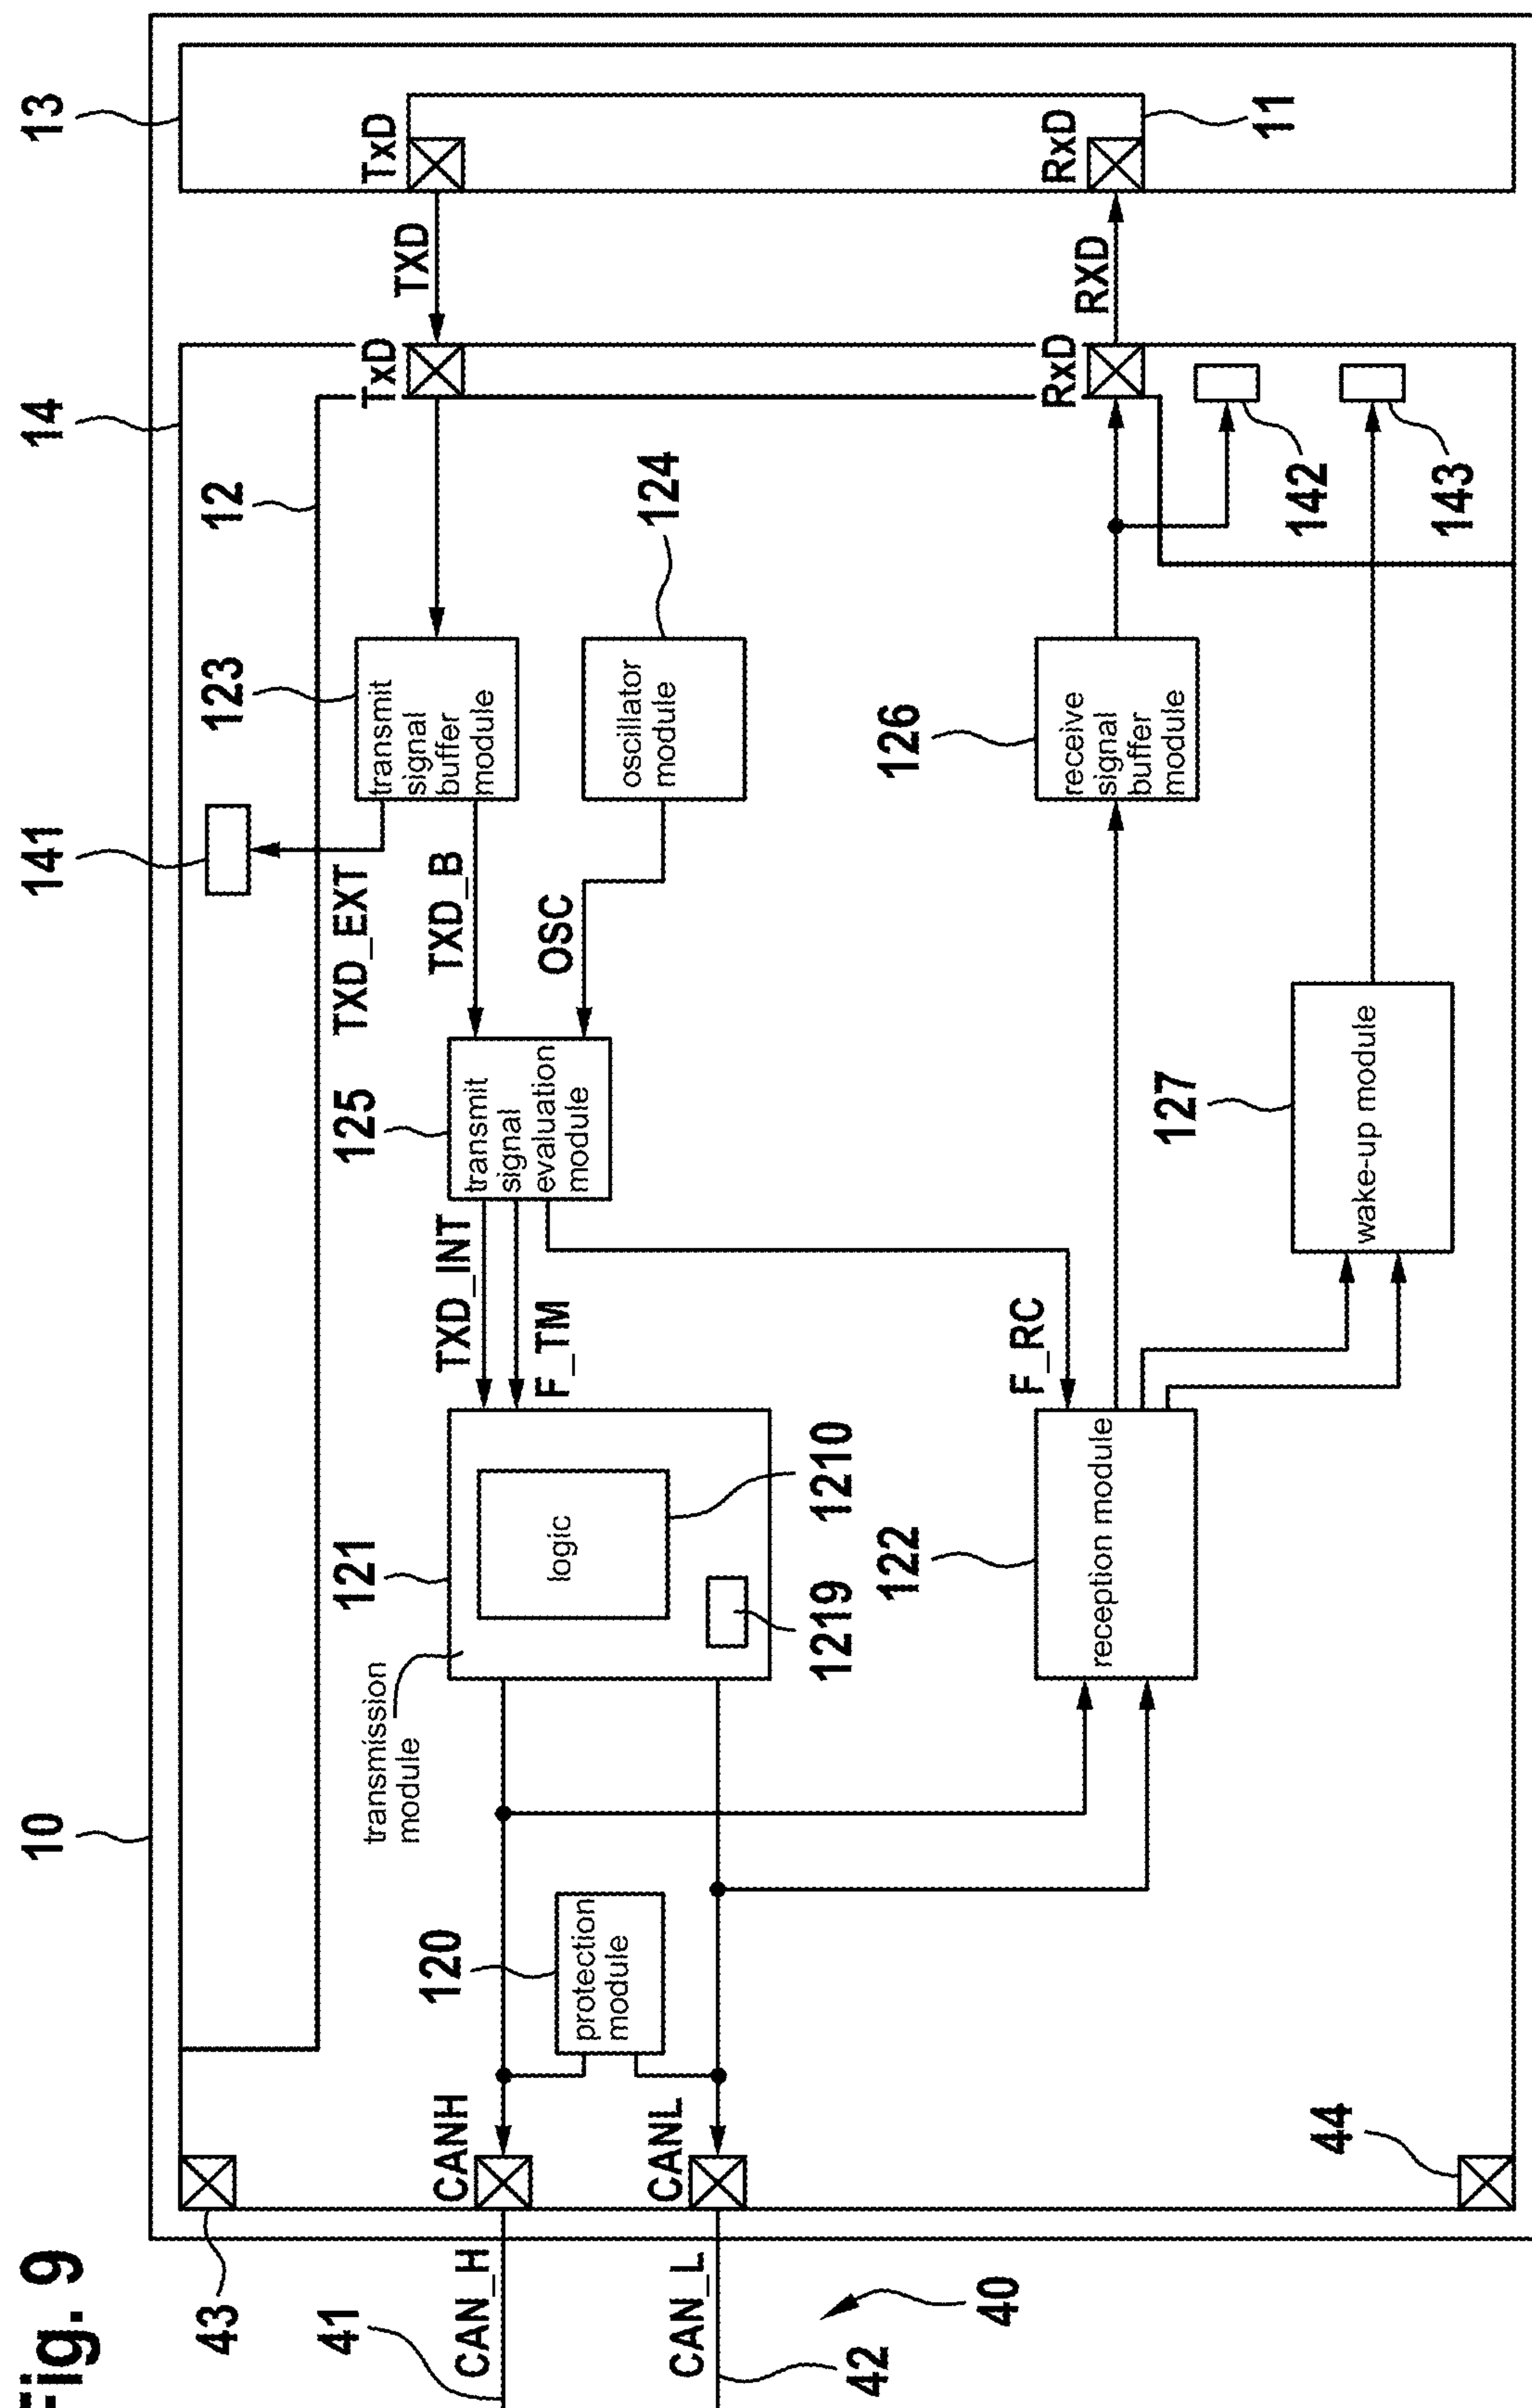 Fig. 9
10
14
13
43
141
12
123
TxD
TxD
TXD
TXD_EXT
transmit
signal
buffer
module
41
CAN_H
CANH
transmission
module
121
TXD_INT
125
TXD_B
120
protection
module
logic
F_TM
transmit
signal
evaluation
module
OSC
oscillator
module
124
CAN_L
CANL
42
1219
1210
40
122
reception module
F_RC
126
receive
signal
buffer
module
RxD
RXD
RxD
11
127
wake-up module
142
44
143